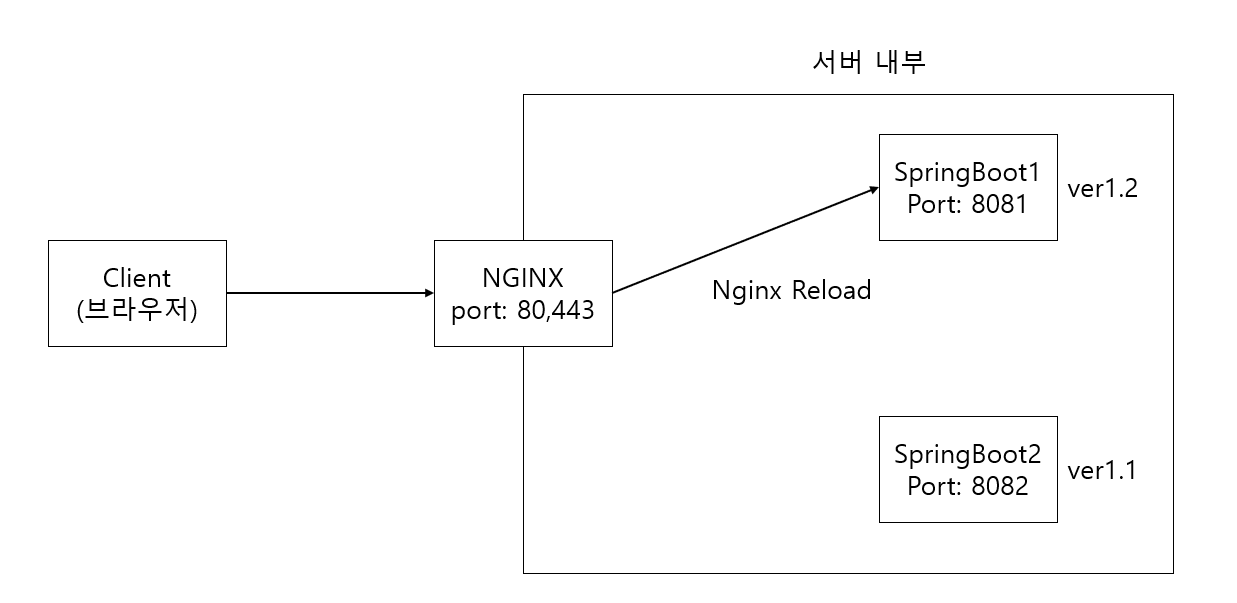 서버 내부
SpringBoot1
Port: 8081
ver1.2
Client
(브라우저)
NGINX
port: 80,443
Nginx Reload
SpringBoot2
Port: 8082
ver1.1